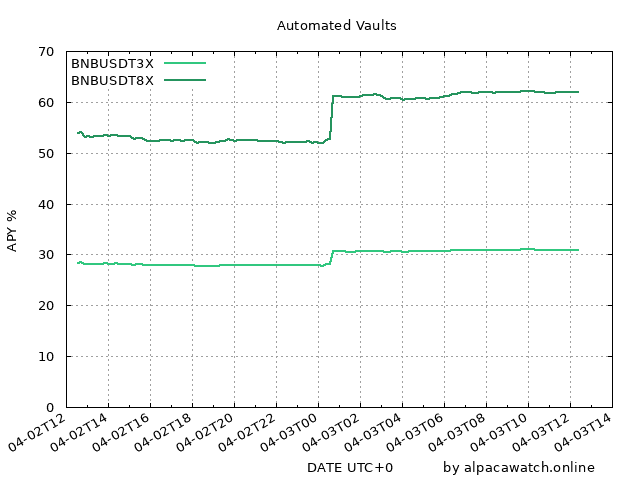 Automated Vaults
BNBUSDT3X
BNBUSDT8X
APY %
70
60
50
40
30
20
10
0
04-02T12
04-02T14
04-02T16
04-02T18
04-02T20
04-02T22
04-03T00
04-03T02
04-03T04
04-03T06
04-03T08
04-03T10
04-03T12
04-03T14
DATE UTC+0
by alpacawatch.online